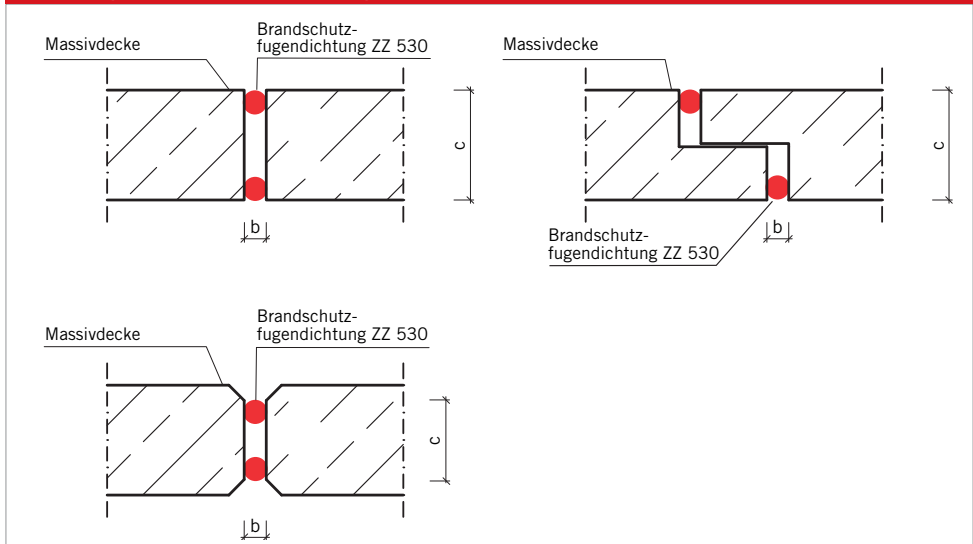 Massivdecke
Brandschutz-
fugendichtung ZZ 530
c
b
Massivdecke
c
b
Brandschutz-
fugendichtung ZZ 530
Massivdecke
Brandschutz-
fugendichtung ZZ 530
c
b